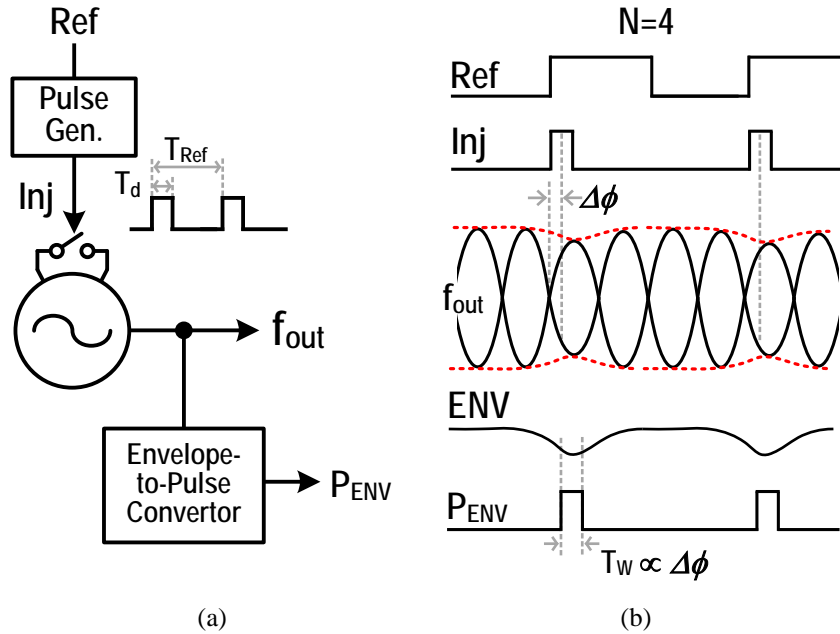 Ref
Pulse
Gen.
Inj
T_Ref
T_d
f_out
Envelope-
to-Pulse
Convertor
P_ENV
(a)
N=4
Ref
Inj
Δϕ
f_out
ENV
P_ENV
T_W ∝ Δϕ
(b)